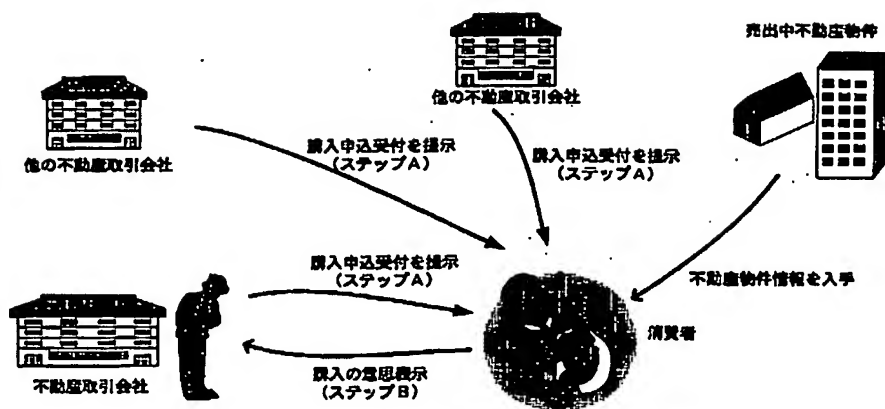 売出中不動産物件
他の不動産取引会社
他の不動産取引会社
購入申込受付を提示
(ステップA)
購入申込受付を提示
(ステップA)
購入申込受付を提示
(ステップA)
不動産物件情報を入手
消費者
不動産取引会社
購入の意思表示
(ステップB)